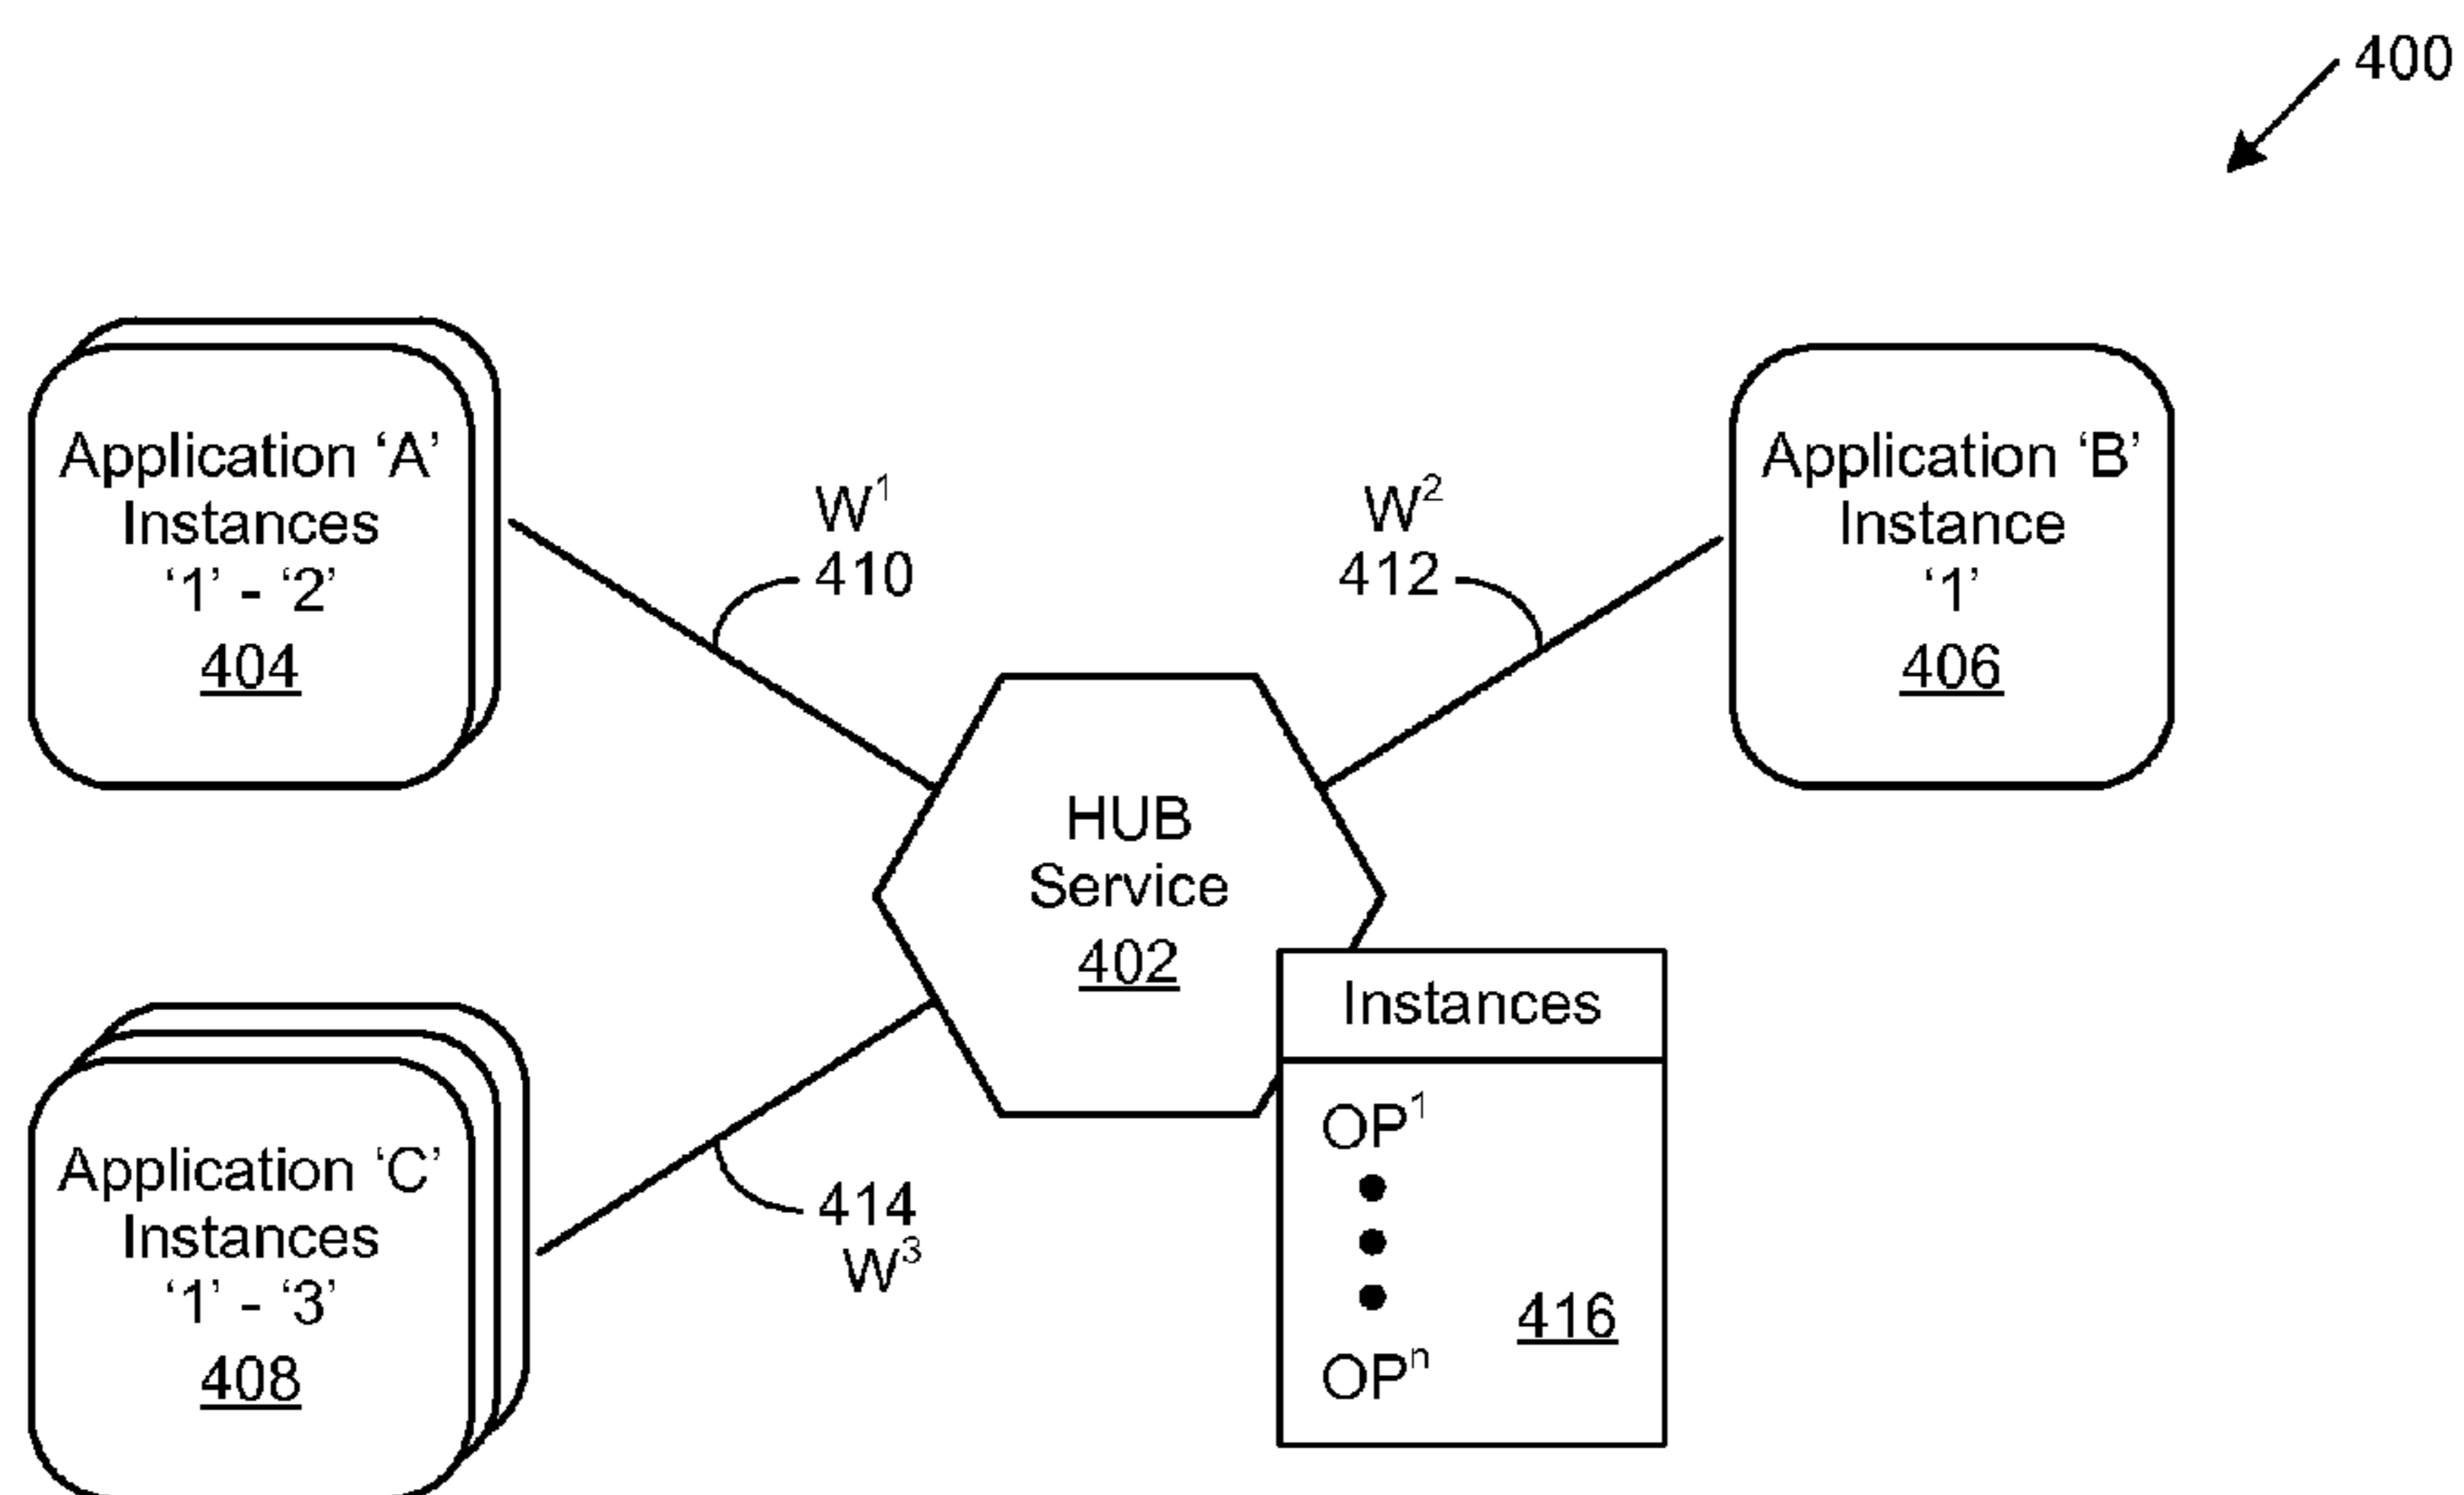 400
Application ‘A’
Instances
‘1’ - ‘2’
404
W¹
410
W²
412
Application ‘B’
Instance
‘1’
406
HUB
Service
402
Application ‘C’
Instances
‘1’ - ‘3’
408
414
W³
Instances
OP¹
OPⁿ
416